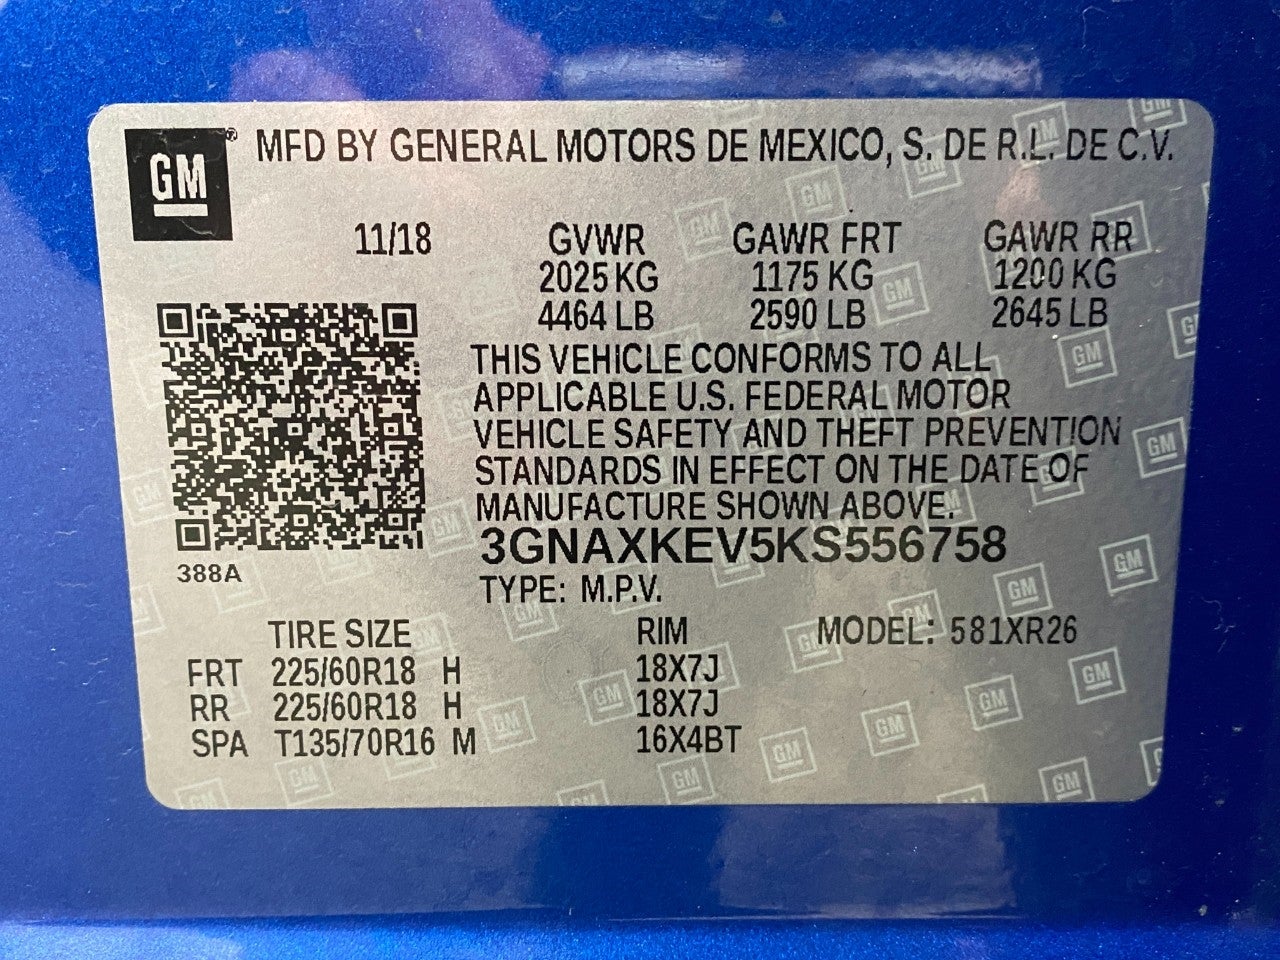 GM® MFD BY GENERAL MOTORS DE MEXICO, S. DE R.L. DE C.V.
11/18 GVWR GAWR FRT GAWR RR
2025 KG 1175 KG 1200 KG
4464 LB 2590 LB 2645 LB
THIS VEHICLE CONFORMS TO ALL
APPLICABLE U.S. FEDERAL MOTOR
VEHICLE SAFETY AND THEFT PREVENTION
STANDARDS IN EFFECT ON THE DATE OF
MANUFACTURE SHOWN ABOVE.
3GNAXKEV5KS556758
388A
TYPE: M.P.V.
TIRE SIZE RIM MODEL: 581XR26
FRT 225/60R18 H 18X7J
RR 225/60R18 H 18X7J
SPA T135/70R16 M 16X4BT